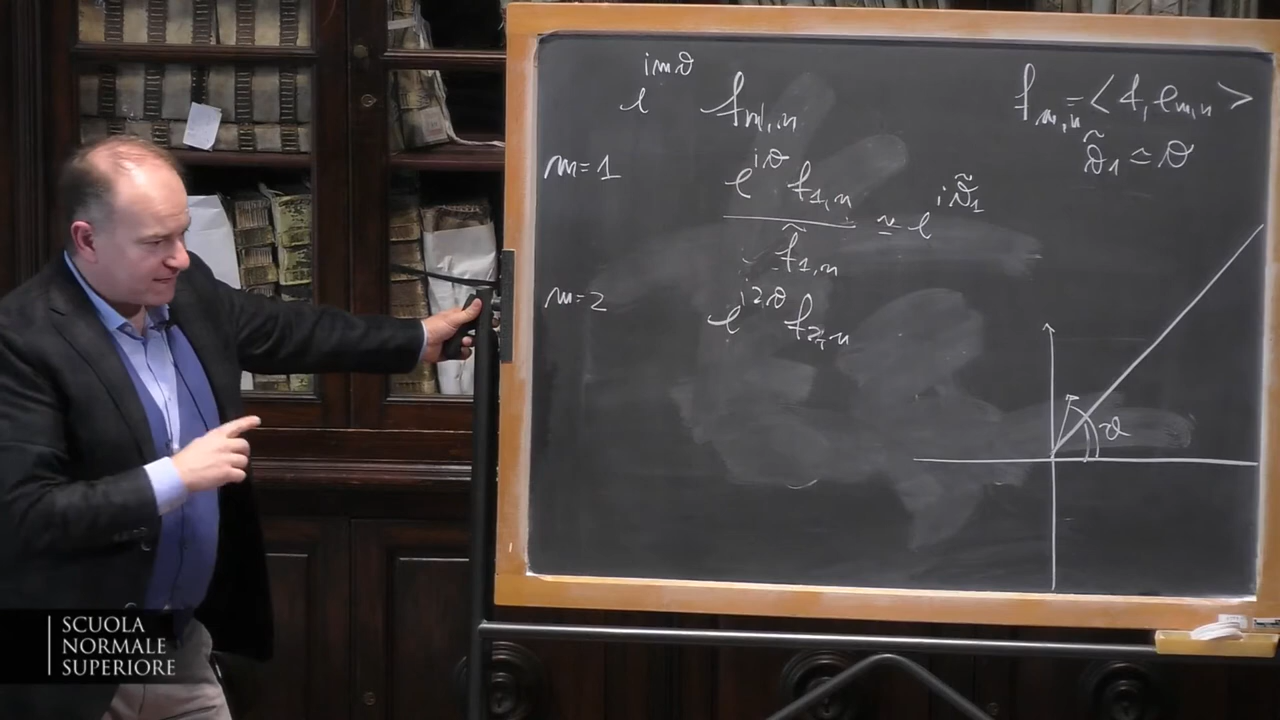 e^{imϑ} f_{m,n}
f_{m,n} = < f, e_{m,n} >
ϑ̃_1 ≃ ϑ
m=1
e^{iϑ} f_{1,n} / f̃_{1,n} ≃ e^{iϑ̃_1}
m=2
e^{i2ϑ} f_{2,n}
ϑ
SCUOLA
NORMALE
SUPERIORE